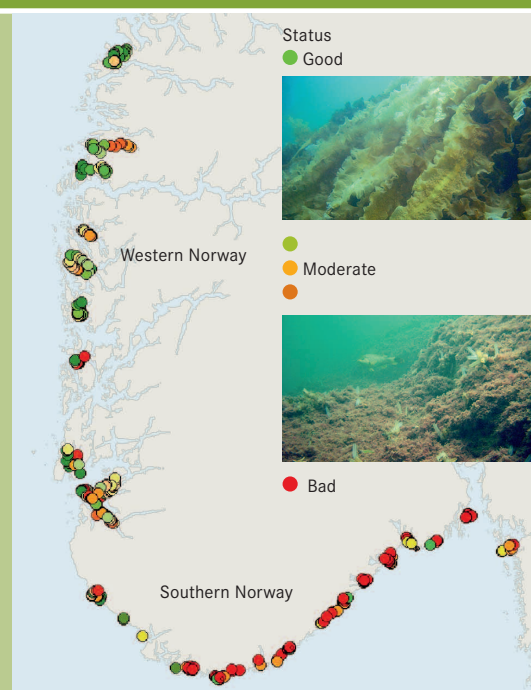 Status
Good
Western Norway
Moderate
Bad
Southern Norway